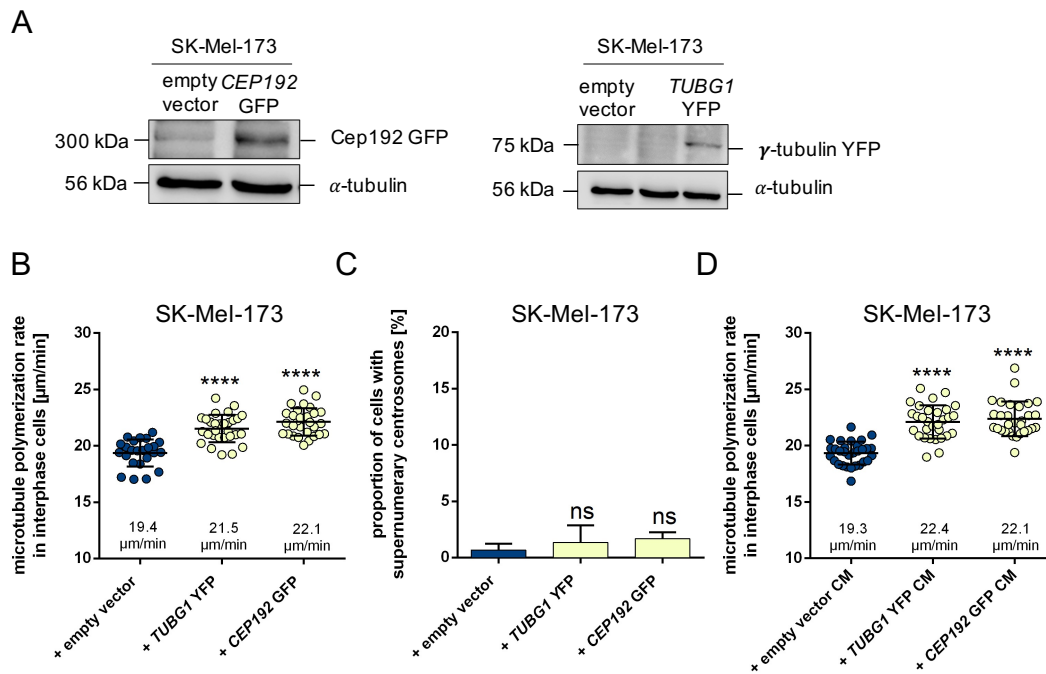 A
SK-Mel-173
empty CEP192
vector GFP
300 kDa
Cep192 GFP
56 kDa
α-tubulin
SK-Mel-173
empty TUBG1
vector YFP
75 kDa
γ-tubulin YFP
56 kDa
α-tubulin
B
SK-Mel-173
microtubule polymerization rate
in interphase cells [µm/min]
30
25
20
15
10
****
****
19.4 21.5 22.1
µm/min µm/min µm/min
+ empty vector
+ TUBG1 YFP
+ CEP192 GFP
C
SK-Mel-173
proportion of cells with
supernumerary centrosomes [%]
20
15
10
5
0
ns
ns
+ empty vector
+ TUBG1 YFP
+ CEP192 GFP
D
SK-Mel-173
microtubule polymerization rate
in interphase cells [µm/min]
30
25
20
15
10
****
****
19.3 22.4 22.1
µm/min µm/min µm/min
+ empty vector CM
+ TUBG1 YFP CM
+ CEP192 GFP CM